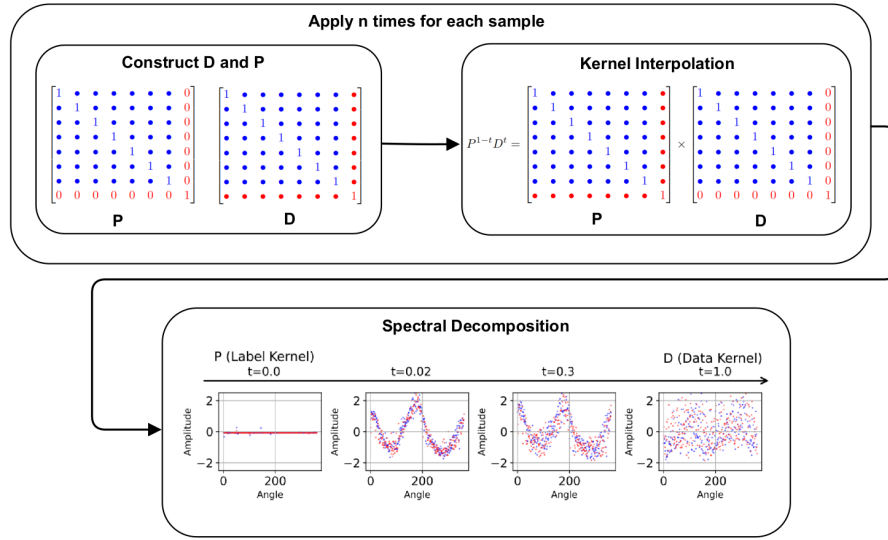 Apply n times for each sample
Construct D and P
1 0
1 0
1 0
1 0
1 0
1 0
1 0
0 0 0 0 0 0 0 1
P
1
1
1
1
1
1
1
1
D
Kernel Interpolation
P^{1-t}D^t =
1
1
1
1
1
1
1
1
P
×
1 0
1 0
1 0
1 0
1 0
1 0
1 0
0 0 0 0 0 0 0 1
D
Spectral Decomposition
P (Label Kernel)
D (Data Kernel)
t=0.0
t=0.02
t=0.3
t=1.0
Amplitude
2
0
−2
0 200
Angle
Amplitude
2
0
−2
0 200
Angle
Amplitude
2
0
−2
0 200
Angle
Amplitude
2
0
−2
0 200
Angle